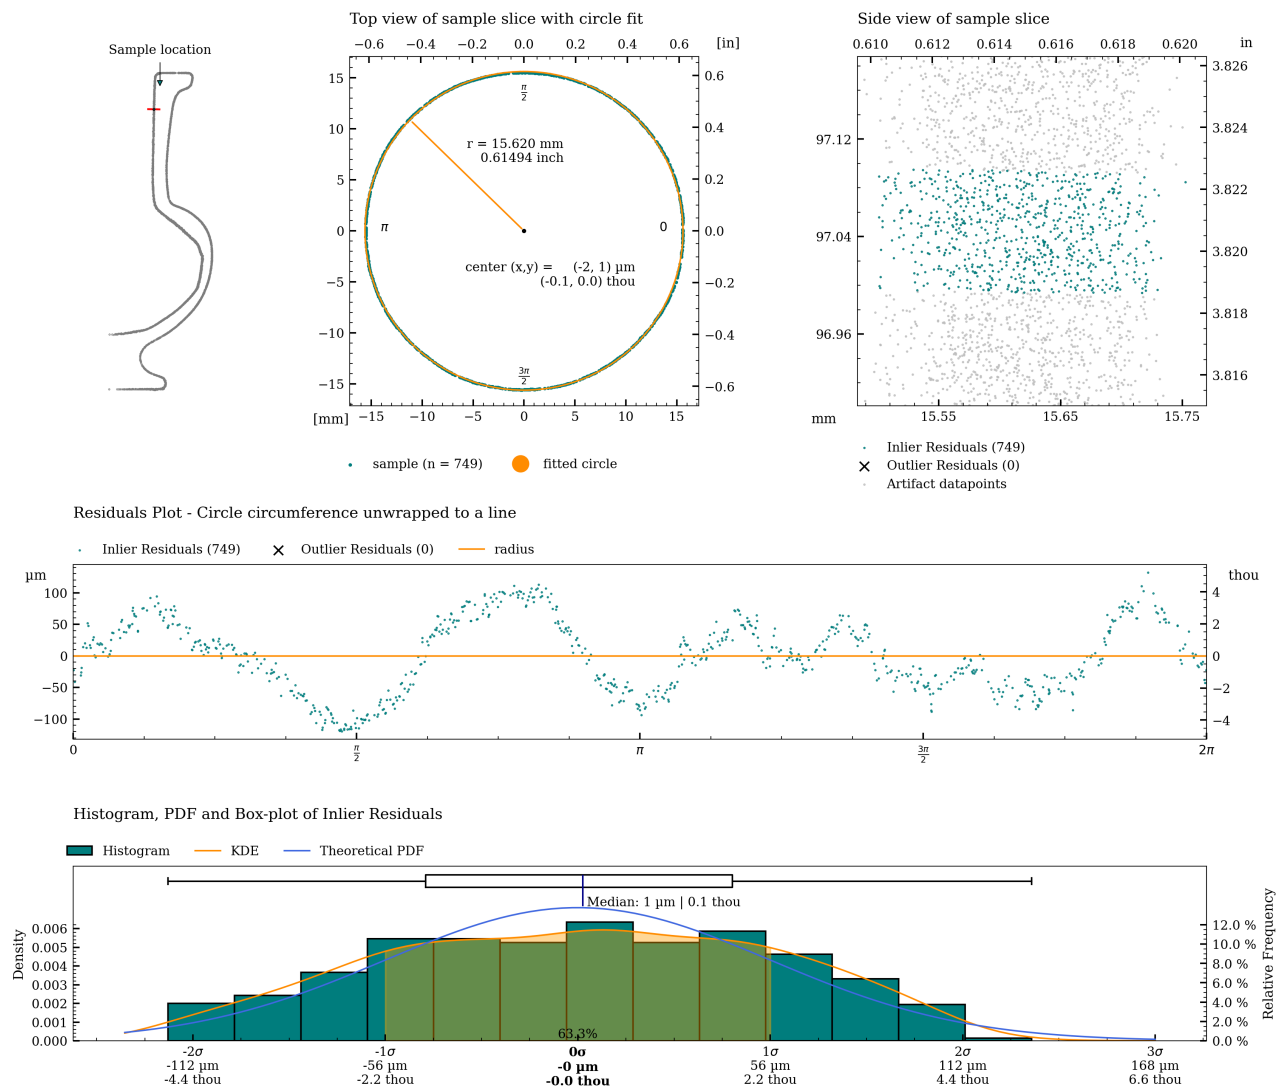 Top view of sample slice with circle fit
Side view of sample slice
Sample location
−0.6 −0.4 −0.2 0.0 0.2 0.4 0.6 [in]
0.610 0.612 0.614 0.616 0.618 0.620 in
15
10
5
0
−5
−10
−15
π/2
r = 15.620 mm
0.61494 inch
π
0
center (x,y) = (-2, 1) µm
(-0.1, 0.0) thou
3π/2
0.6
0.4
0.2
0.0
−0.2
−0.4
−0.6
[mm] −15 −10 −5 0 5 10 15
97.12
97.04
96.96
3.826
3.824
3.822
3.820
3.818
3.816
mm 15.55 15.65 15.75
sample (n = 749) fitted circle
Inlier Residuals (749)
Outlier Residuals (0)
Artifact datapoints
Residuals Plot - Circle circumference unwrapped to a line
Inlier Residuals (749) Outlier Residuals (0) radius
µm
thou
100
50
0
−50
−100
4
2
0
−2
−4
0 π/2 π 3π/2 2π
Histogram, PDF and Box-plot of Inlier Residuals
Histogram KDE Theoretical PDF
Median: 1 µm | 0.1 thou
Density
0.006
0.005
0.004
0.003
0.002
0.001
0.000
63.3%
12.0 %
10.0 %
8.0 %
6.0 %
4.0 %
2.0 %
0.0 %
Relative Frequency
-2σ -1σ 0σ 1σ 2σ 3σ
-112 µm -56 µm -0 µm 56 µm 112 µm 168 µm
-4.4 thou -2.2 thou -0.0 thou 2.2 thou 4.4 thou 6.6 thou